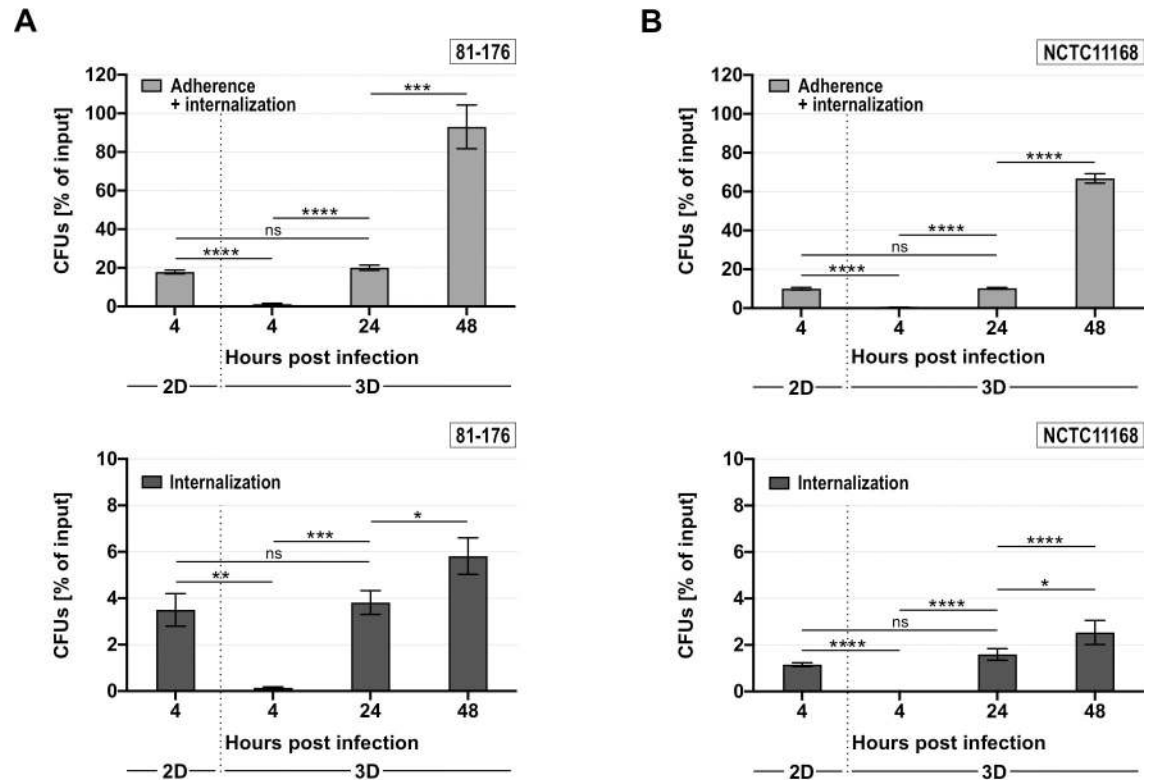 A
81-176
Adherence
+ internalization
CFUs [% of input]
120
100
80
60
40
20
0
***
****
ns
****
4
4
24
48
Hours post infection
2D
3D
B
NCTC11168
Adherence
+ internalization
CFUs [% of input]
120
100
80
60
40
20
0
****
****
ns
****
4
4
24
48
Hours post infection
2D
3D
81-176
Internalization
CFUs [% of input]
10
8
6
4
2
0
*
***
ns
**
4
4
24
48
Hours post infection
2D
3D
NCTC11168
Internalization
CFUs [% of input]
10
8
6
4
2
0
****
*
****
ns
****
4
4
24
48
Hours post infection
2D
3D